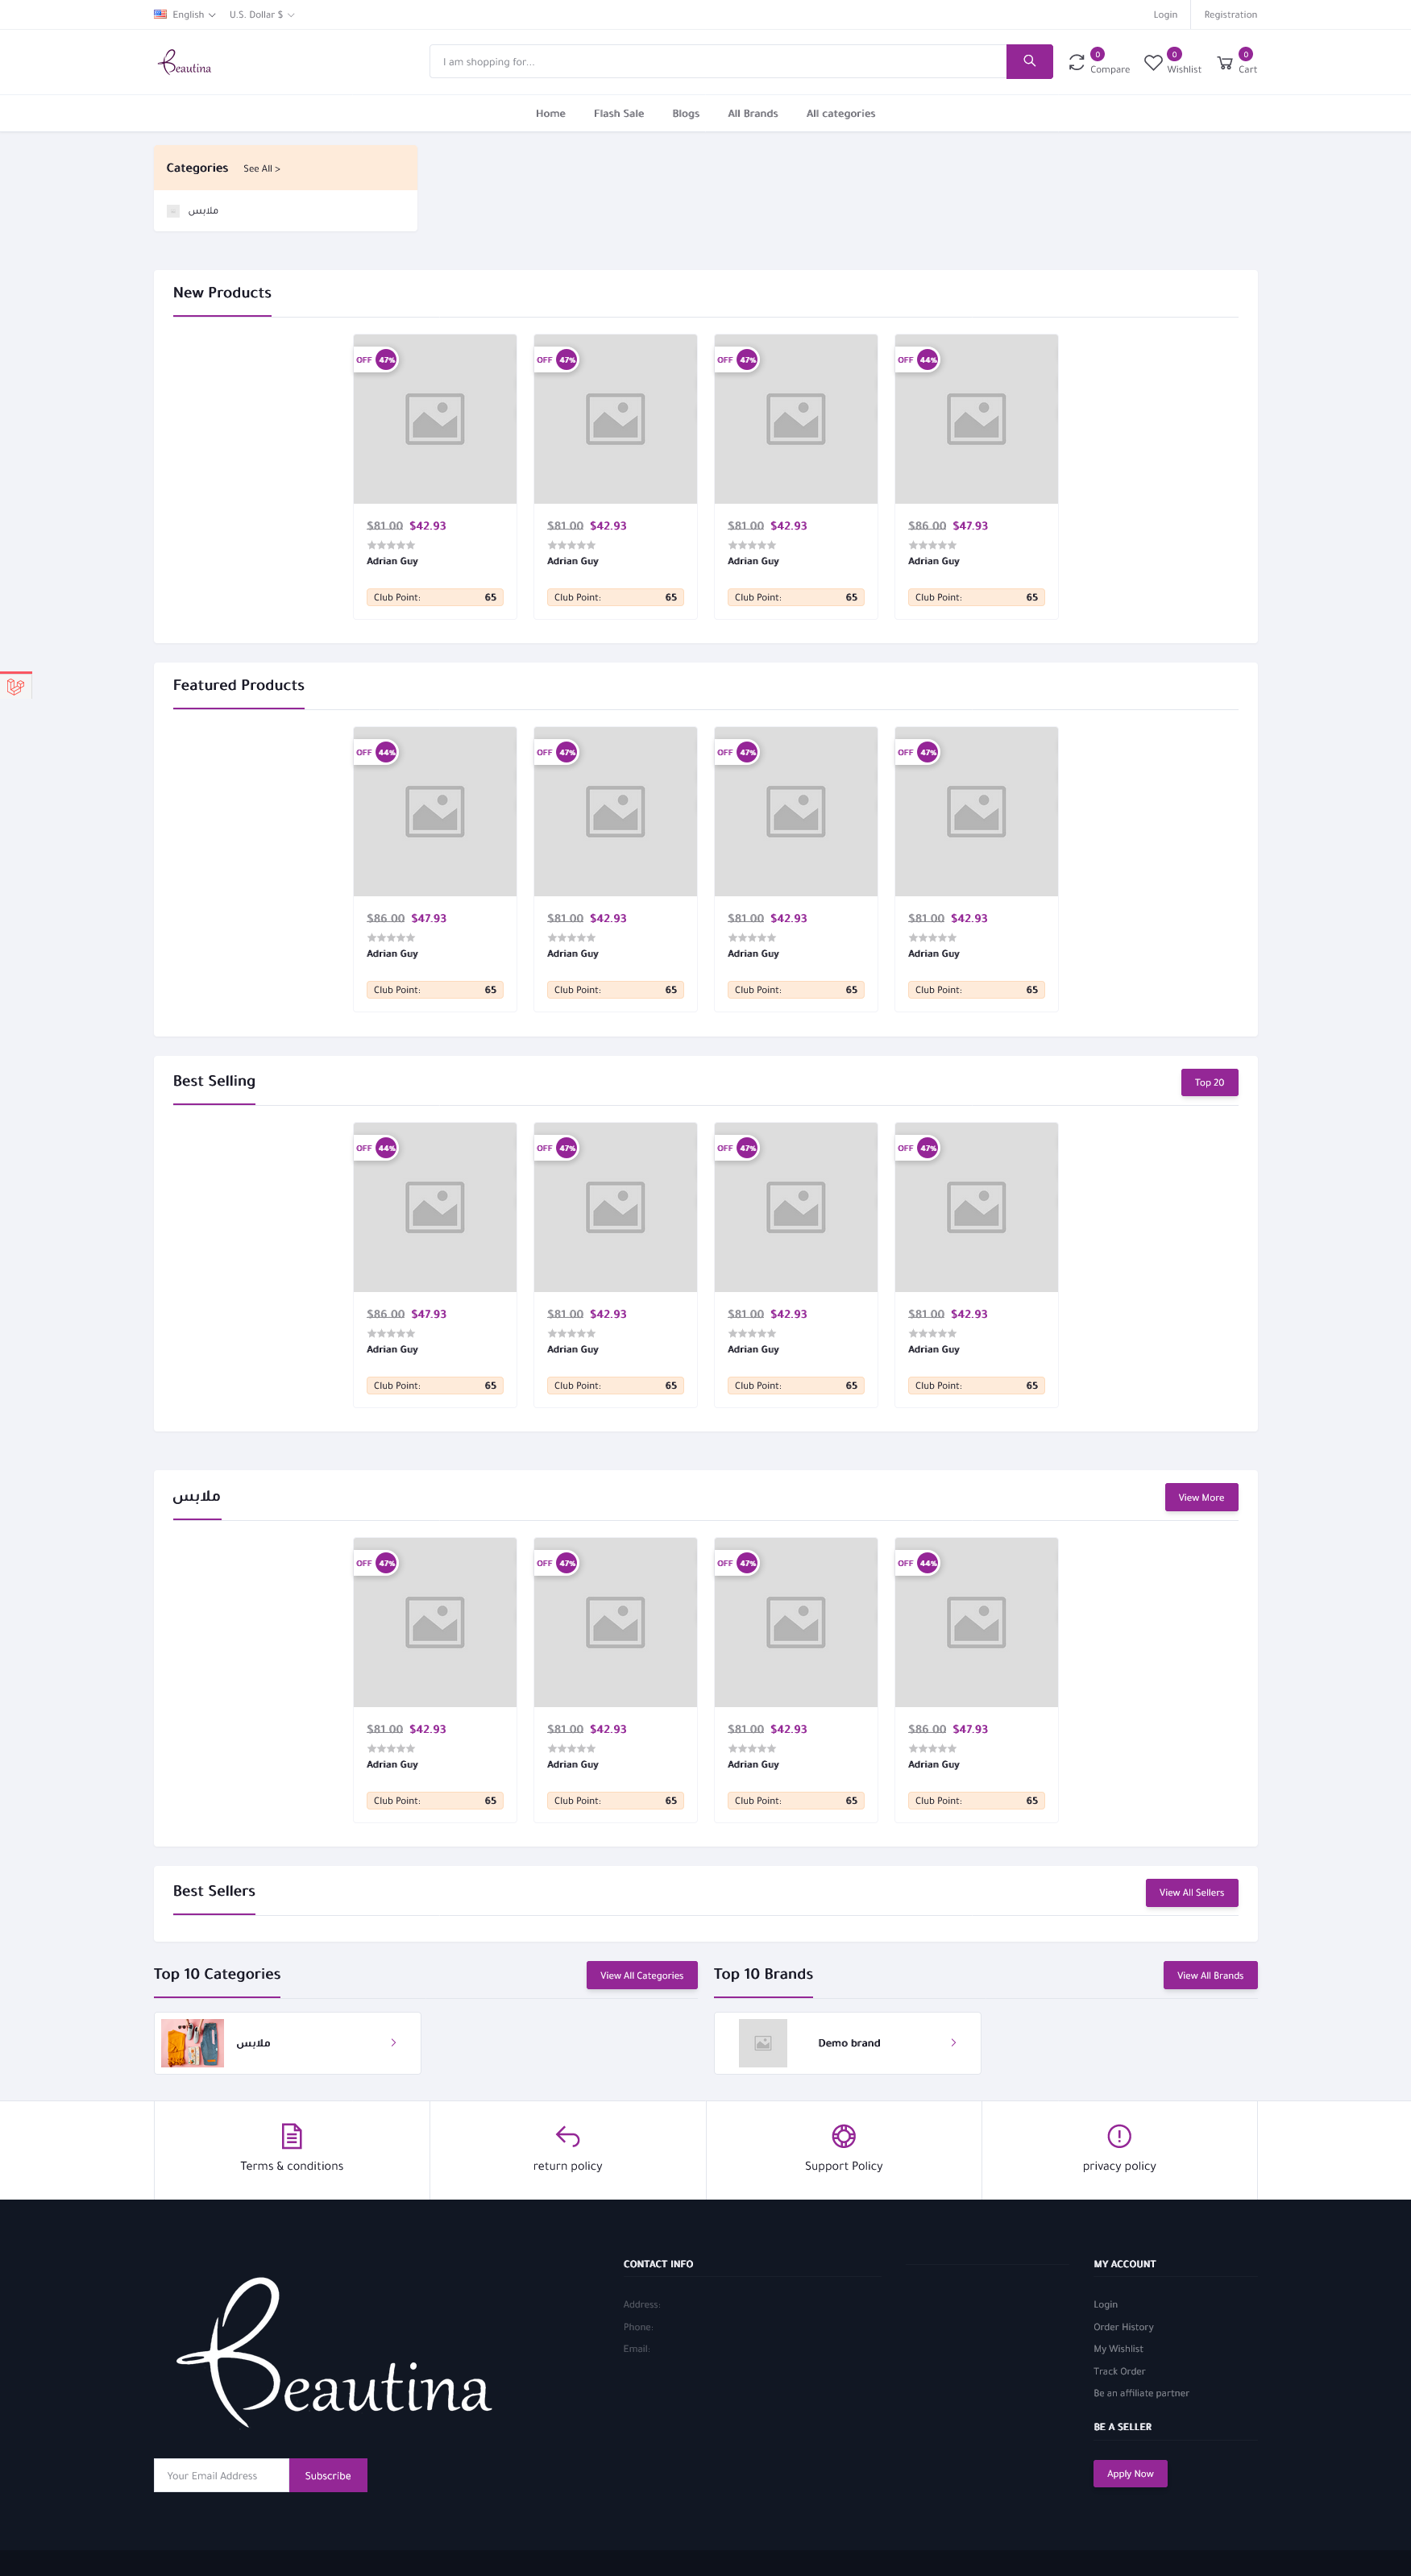 English U.S. Dollar $ Login Registration
Beautina I am shopping for... 0 Compare 0 Wishlist 0 Cart
Home Flash Sale Blogs All Brands All categories
Categories See All >
ملابس
New Products
OFF 47% OFF 47% OFF 47% OFF 44%
$81.00 $42.93 $81.00 $42.93 $81.00 $42.93 $86.00 $47.93
Adrian Guy Adrian Guy Adrian Guy Adrian Guy
Club Point: 65 Club Point: 65 Club Point: 65 Club Point: 65
Featured Products
OFF 44% OFF 47% OFF 47% OFF 47%
$86.00 $47.93 $81.00 $42.93 $81.00 $42.93 $81.00 $42.93
Adrian Guy Adrian Guy Adrian Guy Adrian Guy
Club Point: 65 Club Point: 65 Club Point: 65 Club Point: 65
Best Selling Top 20
OFF 44% OFF 47% OFF 47% OFF 47%
$86.00 $47.93 $81.00 $42.93 $81.00 $42.93 $81.00 $42.93
Adrian Guy Adrian Guy Adrian Guy Adrian Guy
Club Point: 65 Club Point: 65 Club Point: 65 Club Point: 65
ملابس View More
OFF 47% OFF 47% OFF 47% OFF 44%
$81.00 $42.93 $81.00 $42.93 $81.00 $42.93 $86.00 $47.93
Adrian Guy Adrian Guy Adrian Guy Adrian Guy
Club Point: 65 Club Point: 65 Club Point: 65 Club Point: 65
Best Sellers View All Sellers
Top 10 Categories View All Categories Top 10 Brands View All Brands
ملابس Demo brand
Terms & conditions return policy Support Policy privacy policy
Beautina
Your Email Address Subscribe
CONTACT INFO
Address:
Phone:
Email:
MY ACCOUNT
Login
Order History
My Wishlist
Track Order
Be an affiliate partner
BE A SELLER
Apply Now